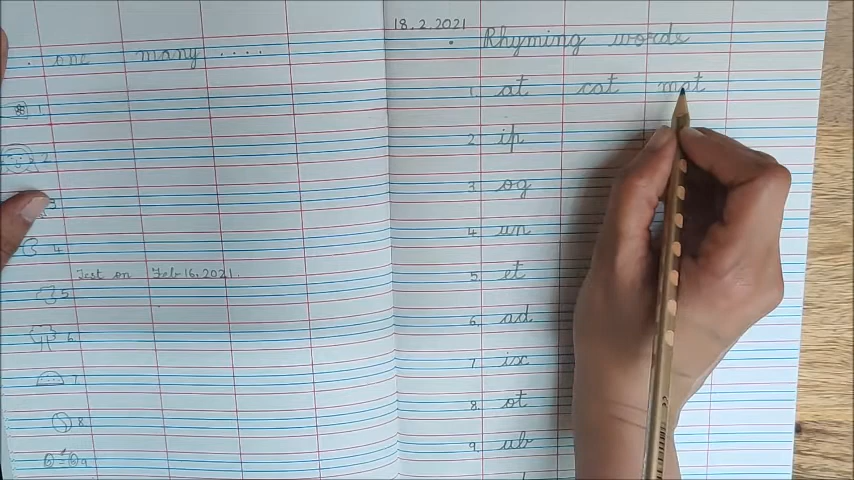 . one many ....
1.
2
3
4
Test on Feb 16, 2021.
5
6.
7.
8.
9
18.2.2021
. Rhyming words
1. at cat mat
2 ip
3 og
4 un
5 et
6. ad
7. ix
8. ot
9. ub